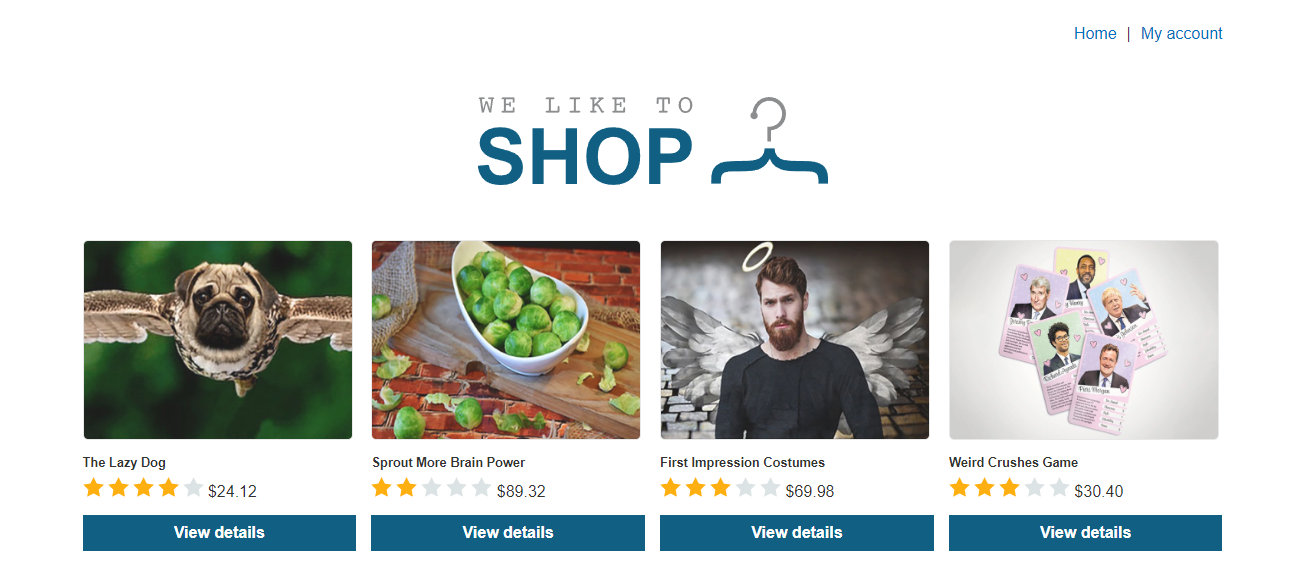 Home | My account
WE LIKE TO
SHOP
The Lazy Dog
$24.12
View details
Sprout More Brain Power
$89.32
View details
First Impression Costumes
$69.98
View details
Weird Crushes Game
$30.40
View details